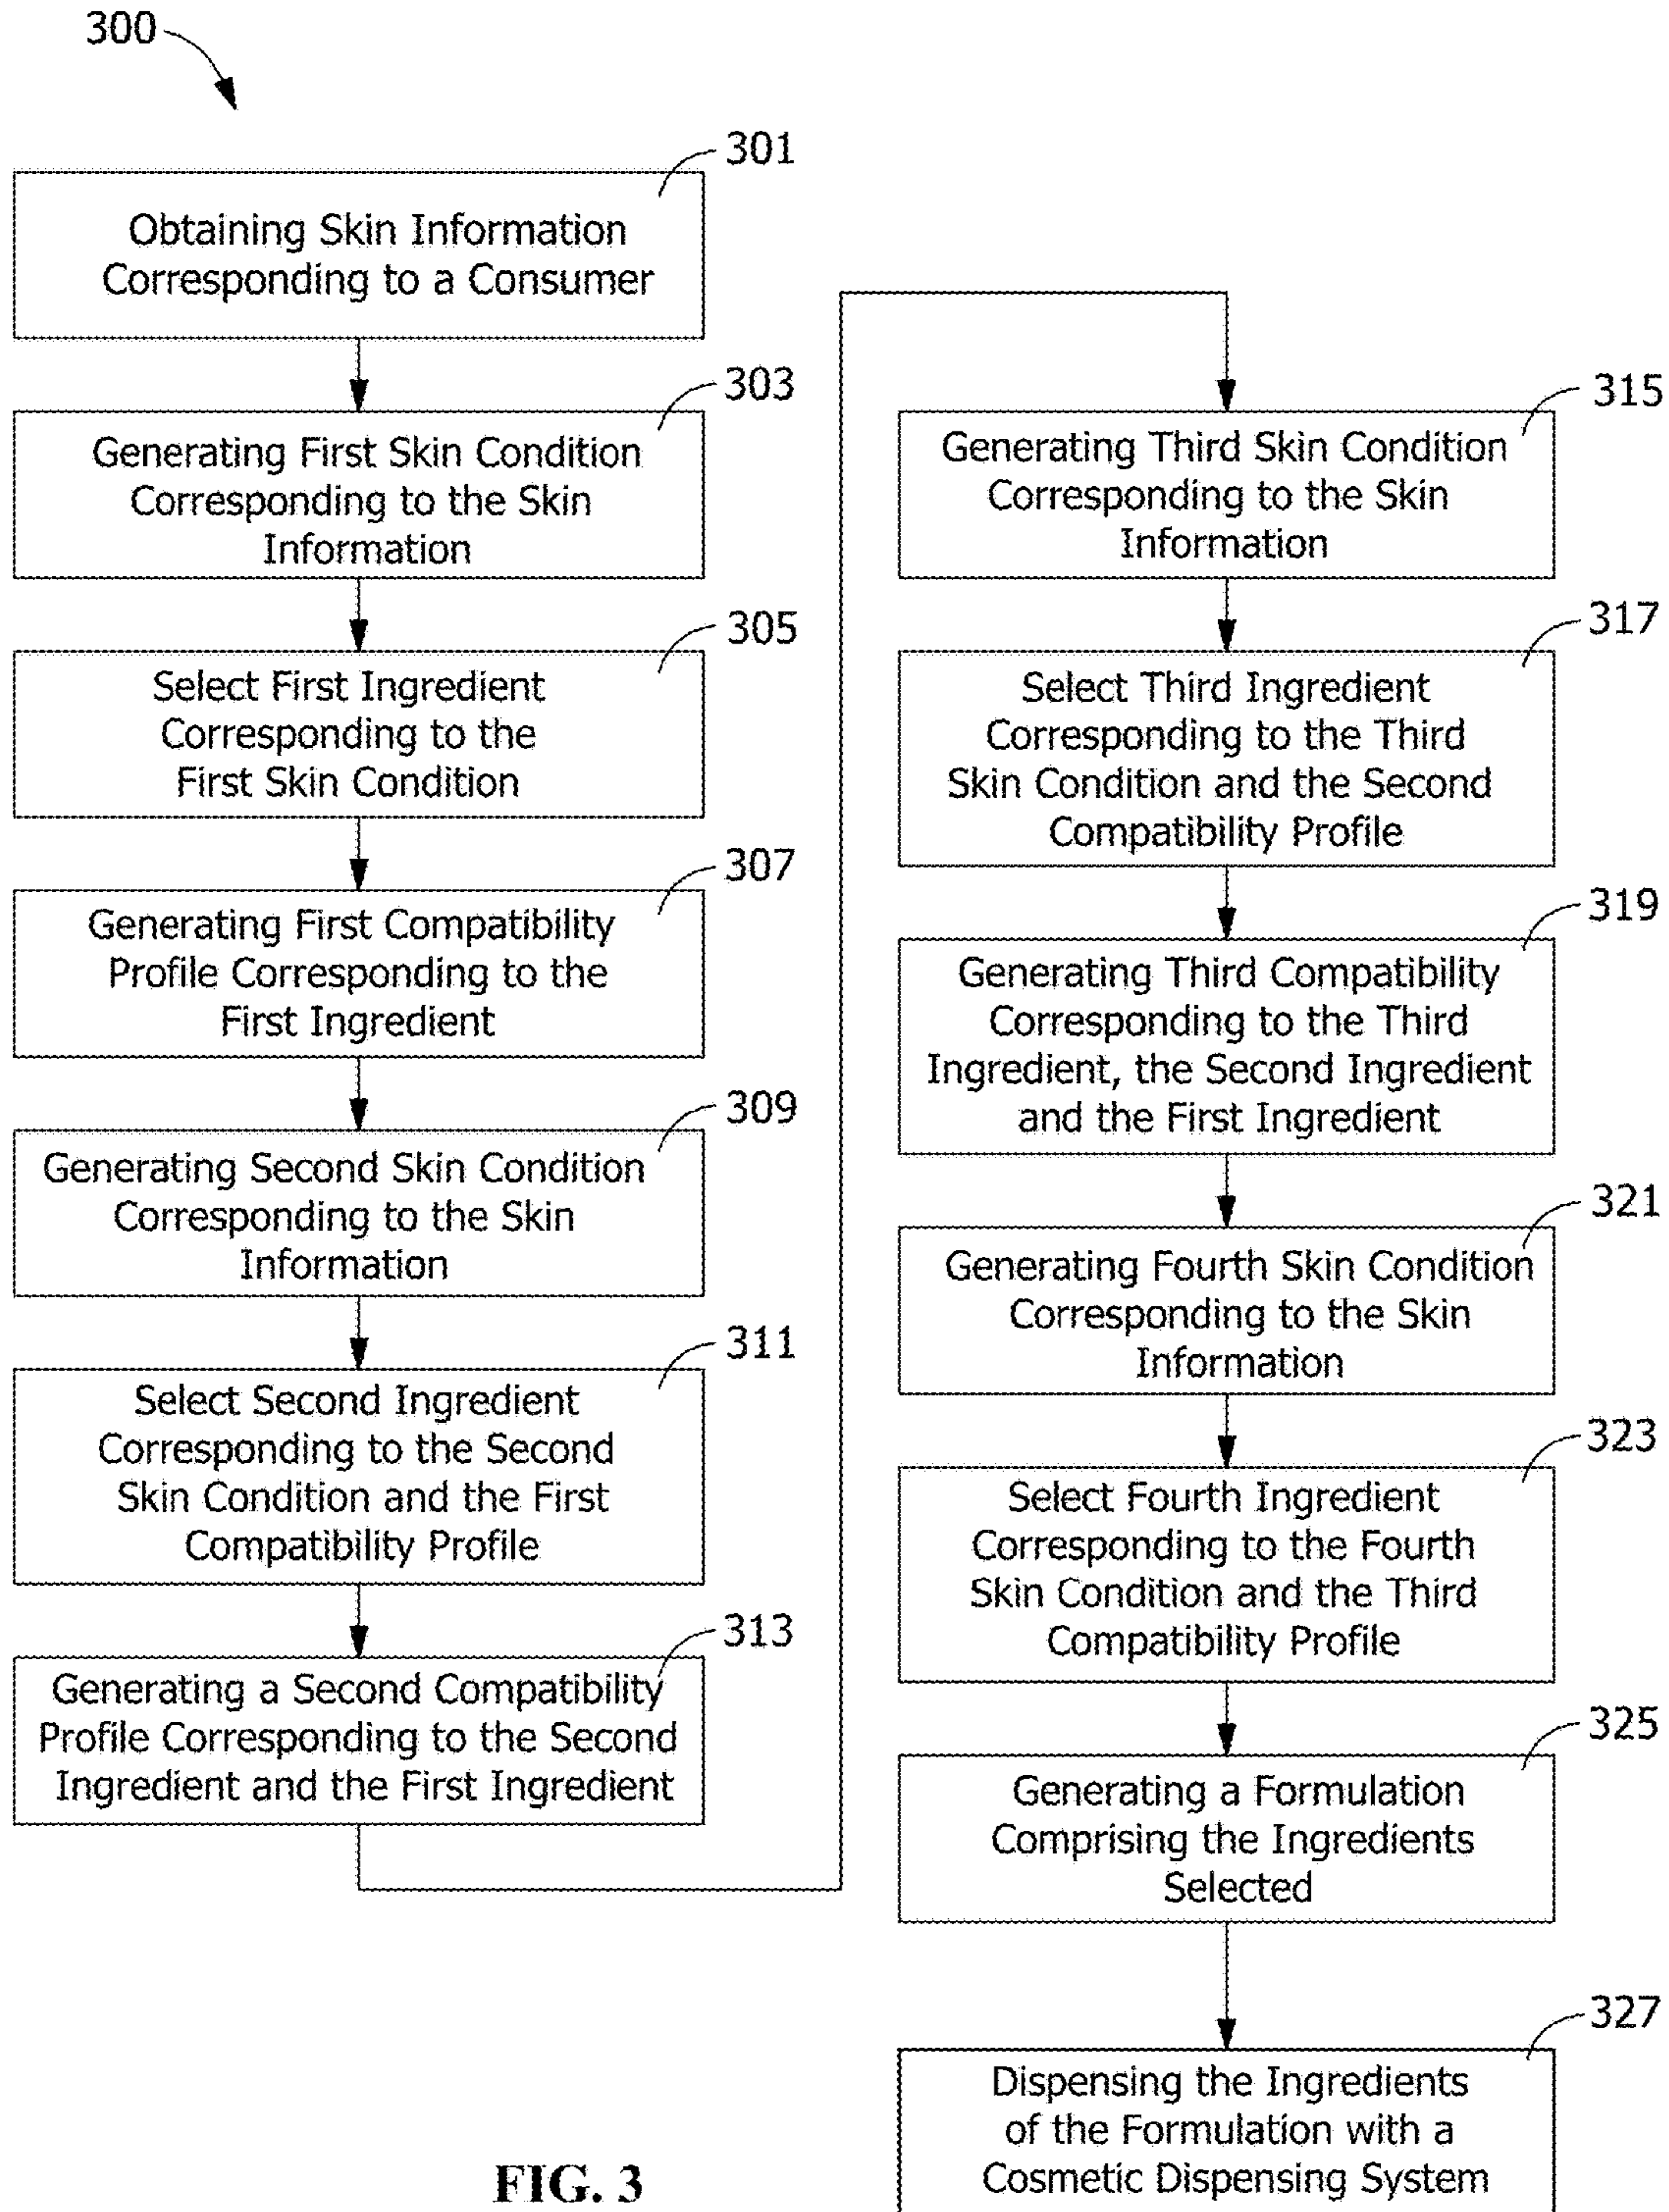 300
301
Obtaining Skin Information
Corresponding to a Consumer
303
Generating First Skin Condition
Corresponding to the Skin
Information
305
Select First Ingredient
Corresponding to the
First Skin Condition
307
Generating First Compatibility
Profile Corresponding to the
First Ingredient
309
Generating Second Skin Condition
Corresponding to the Skin
Information
311
Select Second Ingredient
Corresponding to the Second
Skin Condition and the First
Compatibility Profile
313
Generating a Second Compatibility
Profile Corresponding to the Second
Ingredient and the First Ingredient
315
Generating Third Skin Condition
Corresponding to the Skin
Information
317
Select Third Ingredient
Corresponding to the Third
Skin Condition and the Second
Compatibility Profile
319
Generating Third Compatibility
Corresponding to the Third
Ingredient, the Second Ingredient
and the First Ingredient
321
Generating Fourth Skin Condition
Corresponding to the Skin
Information
323
Select Fourth Ingredient
Corresponding to the Fourth
Skin Condition and the Third
Compatibility Profile
325
Generating a Formulation
Comprising the Ingredients
Selected
327
Dispensing the Ingredients
of the Formulation with a
Cosmetic Dispensing System
FIG. 3